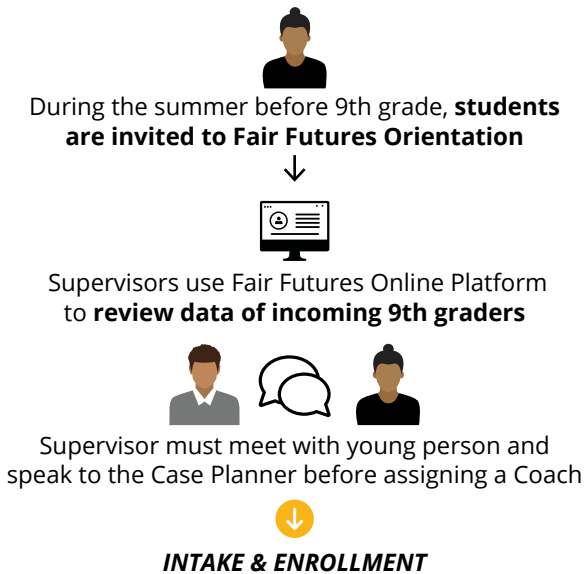 During the summer before 9th grade, students
are invited to Fair Futures Orientation
Supervisors use Fair Futures Online Platform
to review data of incoming 9th graders
Supervisor must meet with young person and
speak to the Case Planner before assigning a Coach
INTAKE & ENROLLMENT